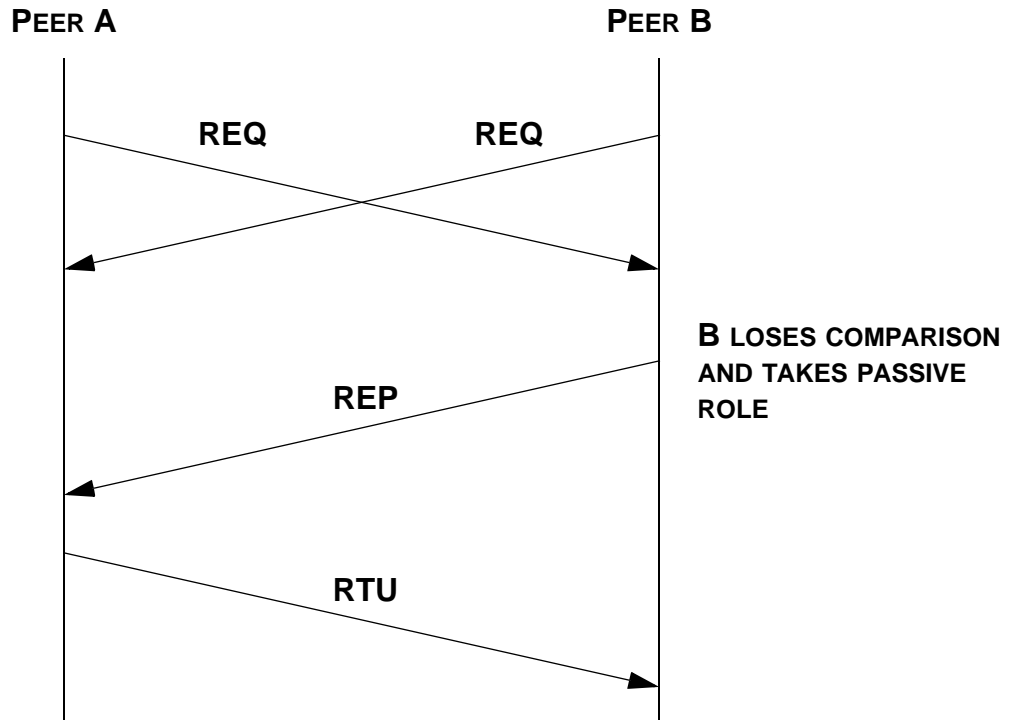 PEER A
PEER B
REQ
REQ
B LOSES COMPARISON
AND TAKES PASSIVE
ROLE
REP
RTU